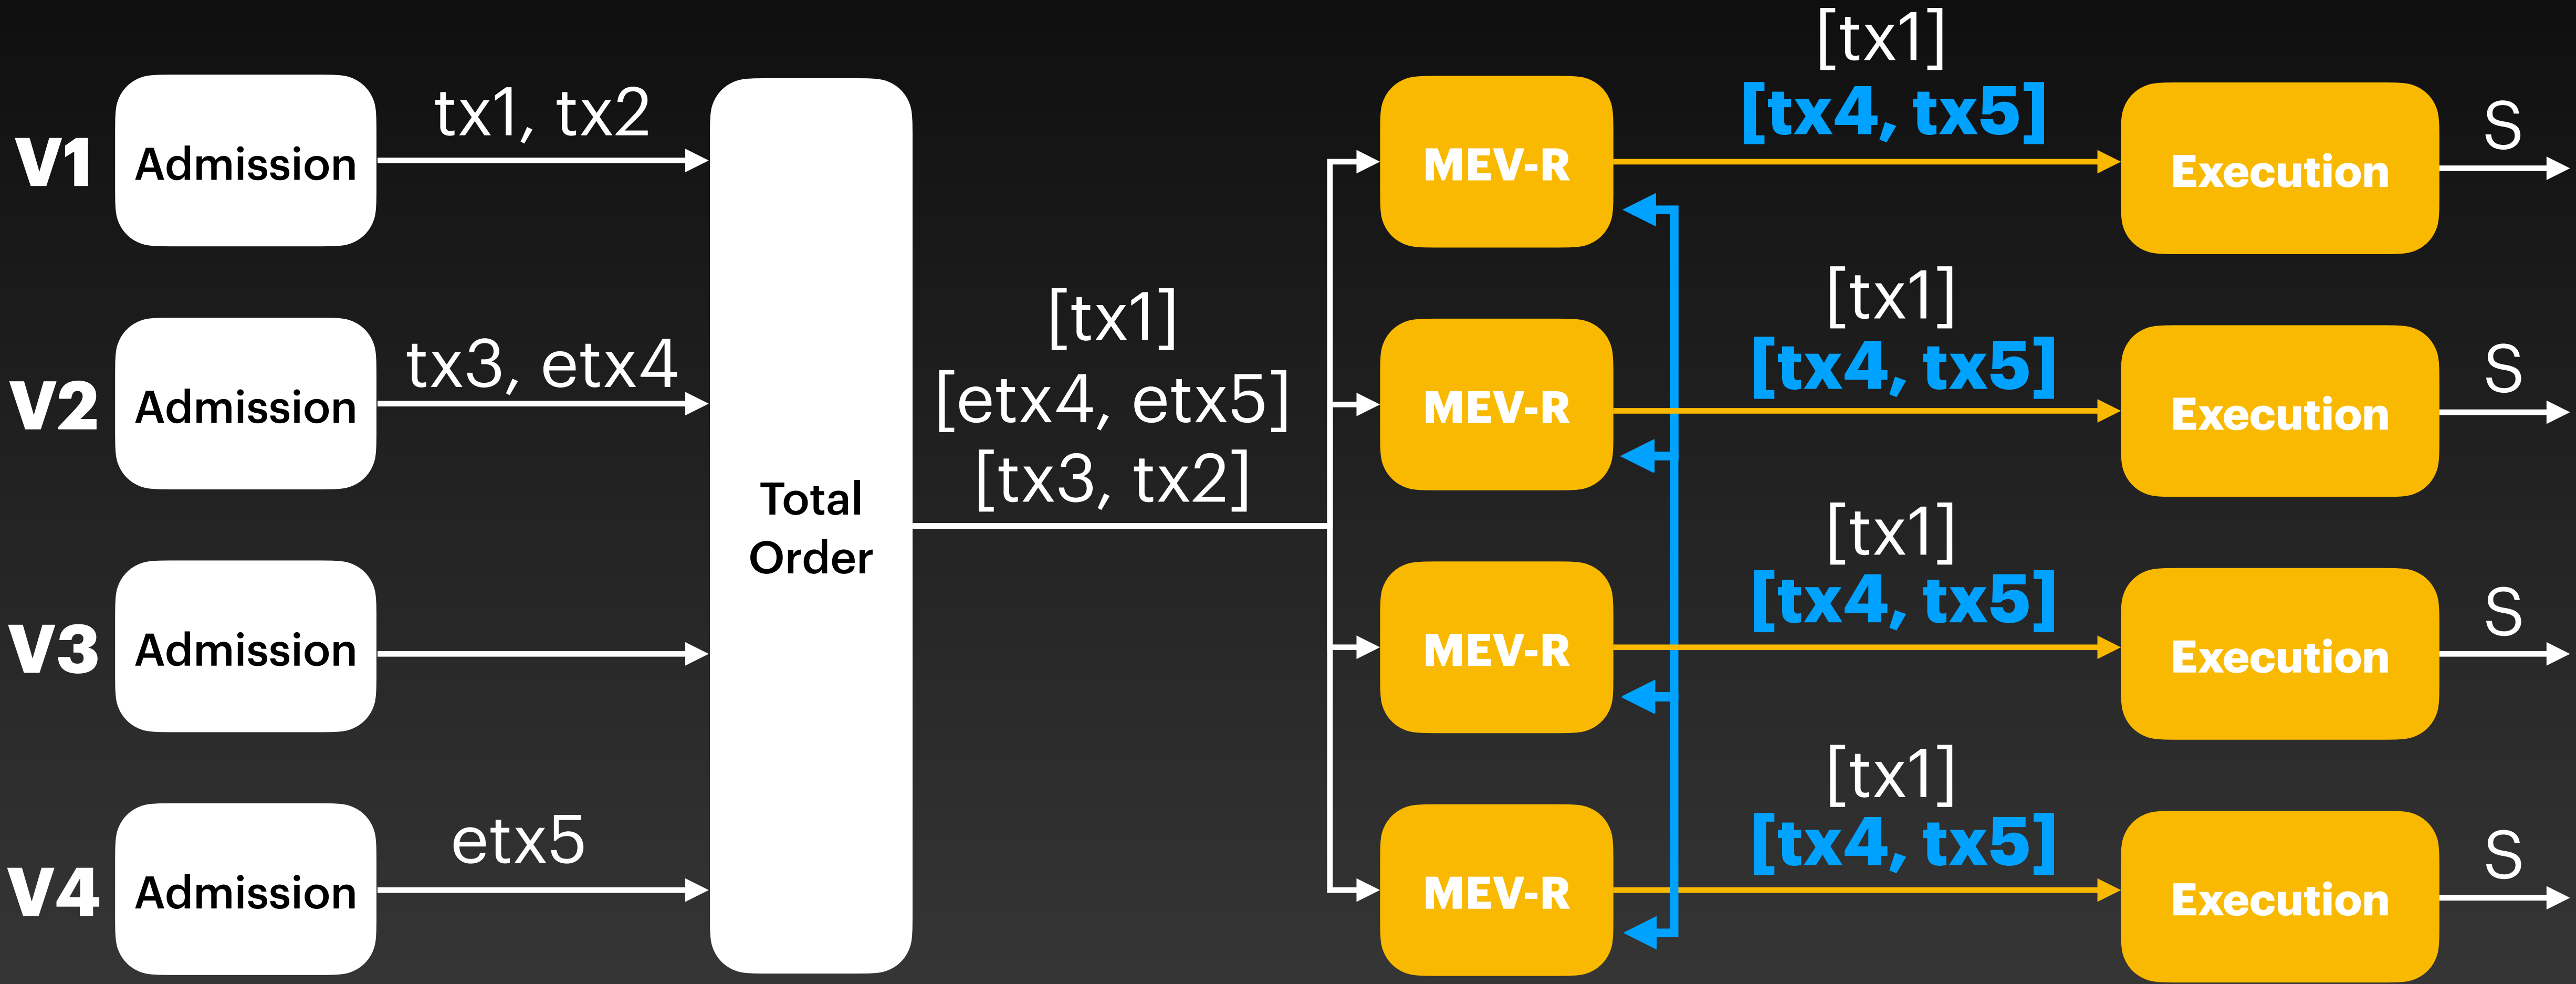 V1
Admission
tx1, tx2
V2
Admission
tx3, etx4
V3
Admission
V4
Admission
etx5
Total
Order
[tx1]
[etx4, etx5]
[tx3, tx2]
MEV-R
[tx1]
[tx4, tx5]
Execution
S
MEV-R
[tx1]
[tx4, tx5]
Execution
S
MEV-R
[tx1]
[tx4, tx5]
Execution
S
MEV-R
[tx1]
[tx4, tx5]
Execution
S